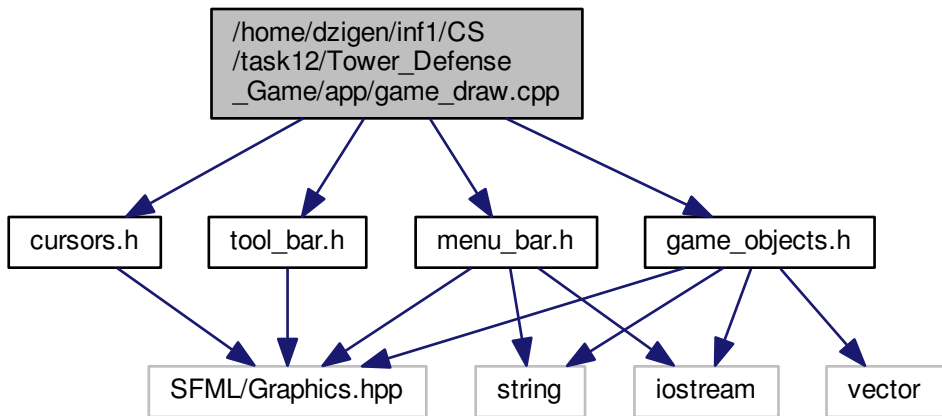 /home/dzigen/inf1/CS
/task12/Tower_Defense
_Game/app/game_draw.cpp
cursors.h
tool_bar.h
menu_bar.h
game_objects.h
SFML/Graphics.hpp
string
iostream
vector